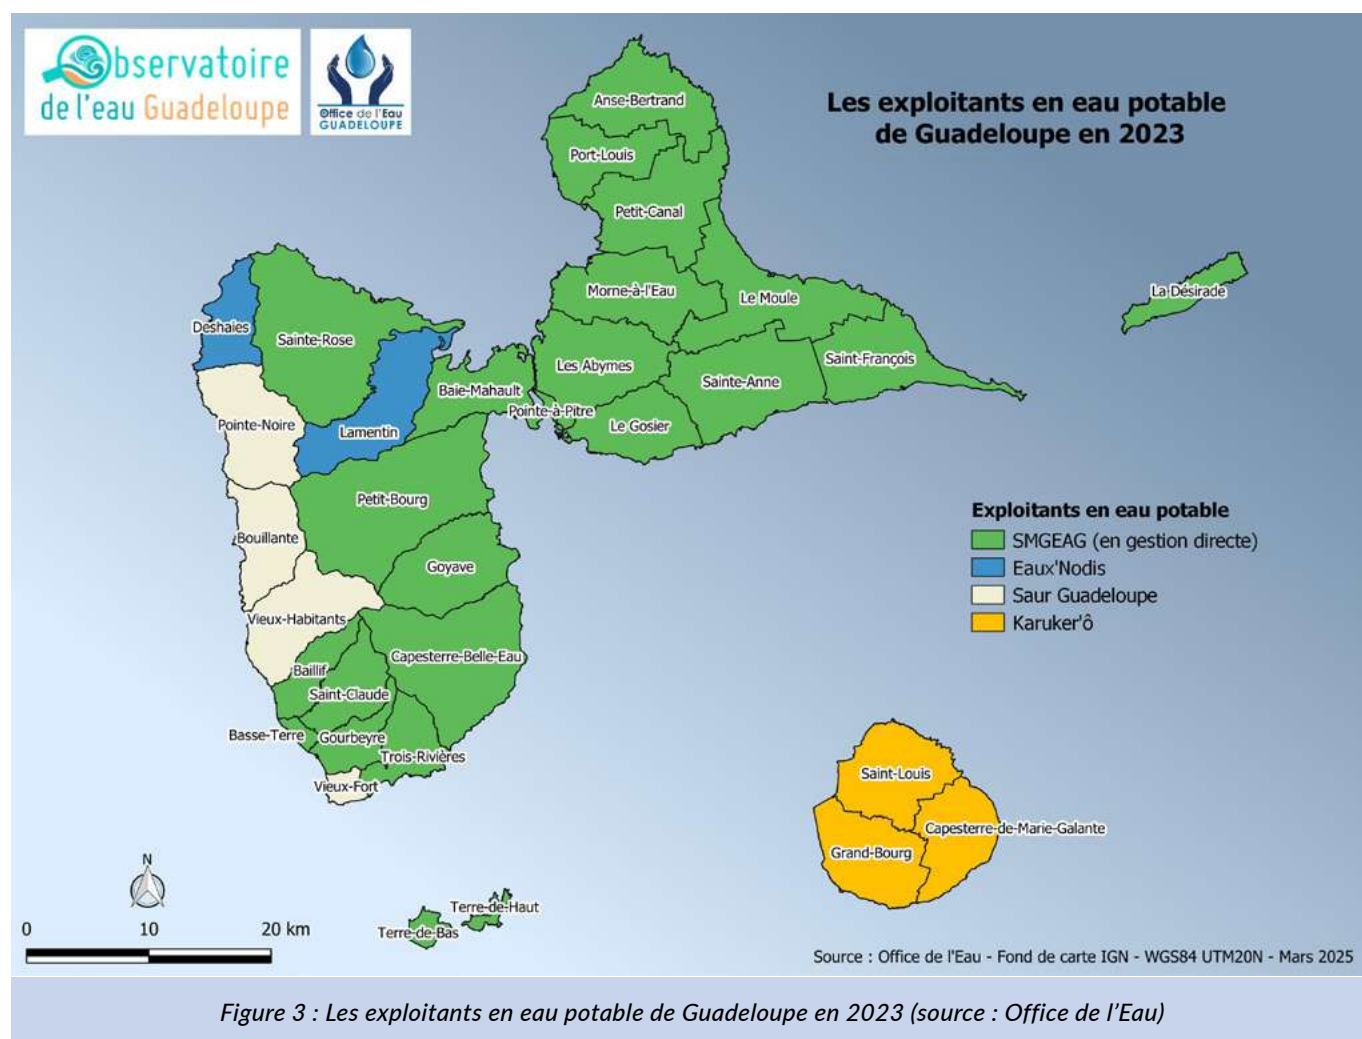 Observatoire
de l'eau Guadeloupe
Office de l'Eau
GUADELOUPE
Les exploitants en eau potable
de Guadeloupe en 2023
Anse-Bertrand
Port-Louis
Petit-Canal
Morne-à-l'Eau
Le Moule
La Désirade
Deshaies
Sainte-Rose
Les Abymes
Saint-François
Sainte-Anne
Baie-Mahault
Pointe-à-Pitre
Le Gosier
Pointe-Noire
Lamentin
Petit-Bourg
Bouillante
Goyave
Vieux-Habitants
Capesterre-Belle-Eau
Baillif
Saint-Claude
Basse-Terre
Gourbeyre
Trois-Rivières
Vieux-Fort
Exploitants en eau potable
SMGEAG (en gestion directe)
Eaux'Nodis
Saur Guadeloupe
Karuker'ô
Saint-Louis
Capesterre-de-Marie-Galante
Grand-Bourg
Terre-de-Haut
Terre-de-Bas
N
0 10 20 km
Source : Office de l'Eau - Fond de carte IGN - WGS84 UTM20N - Mars 2025
Figure 3 : Les exploitants en eau potable de Guadeloupe en 2023 (source : Office de l'Eau)